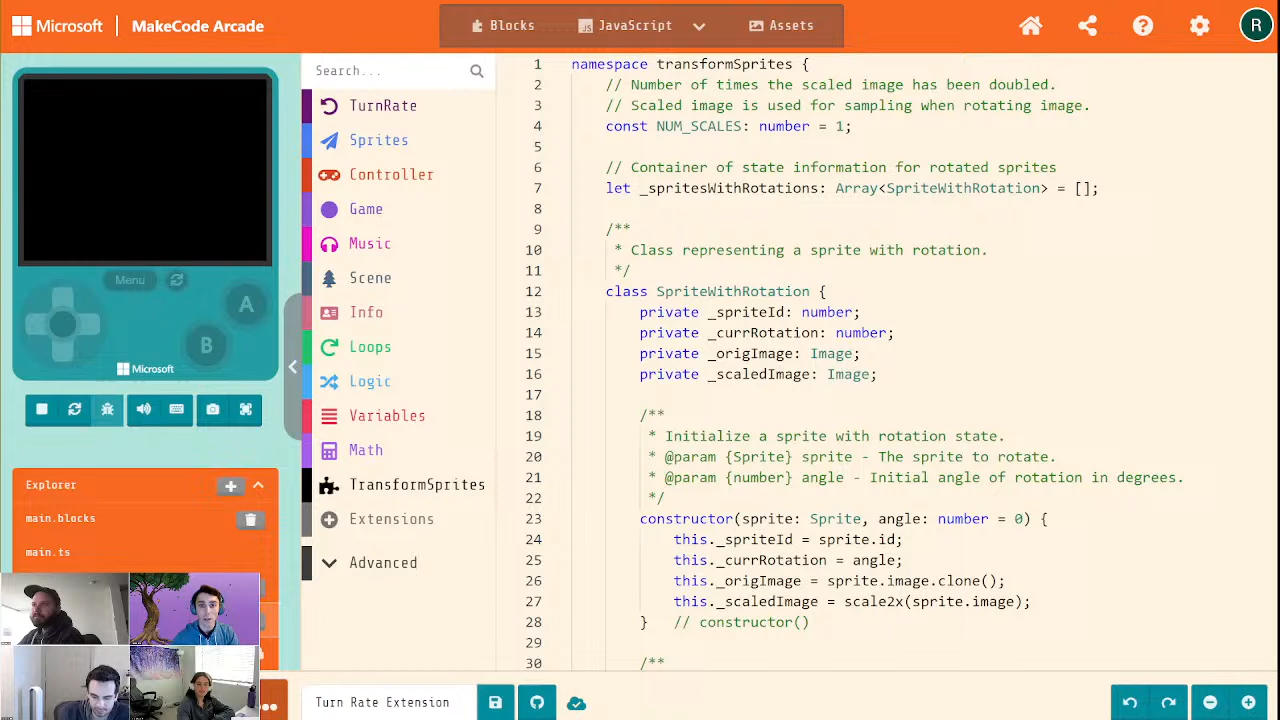 Microsoft
MakeCode Arcade
Blocks
JavaScript
Assets
R
Menu
A
B
Microsoft
Explorer
main.blocks
main.ts
Search...
TurnRate
Sprites
Controller
Game
Music
Scene
Info
Loops
Logic
Variables
Math
TransformSprites
Extensions
Advanced
1 namespace transformSprites {
2 // Number of times the scaled image has been doubled.
3 // Scaled image is used for sampling when rotating image.
4 const NUM_SCALES: number = 1;
5
6 // Container of state information for rotated sprites
7 let _spritesWithRotations: Array<SpriteWithRotation> = [];
8
9 /**
10 * Class representing a sprite with rotation.
11 */
12 class SpriteWithRotation {
13 private _spriteId: number;
14 private _currRotation: number;
15 private _origImage: Image;
16 private _scaledImage: Image;
17
18 /**
19 * Initialize a sprite with rotation state.
20 * @param {Sprite} sprite - The sprite to rotate.
21 * @param {number} angle - Initial angle of rotation in degrees.
22 */
23 constructor(sprite: Sprite, angle: number = 0) {
24 this._spriteId = sprite.id;
25 this._currRotation = angle;
26 this._origImage = sprite.image.clone();
27 this._scaledImage = scale2x(sprite.image);
28 } // constructor()
29
30 /**
Turn Rate Extension